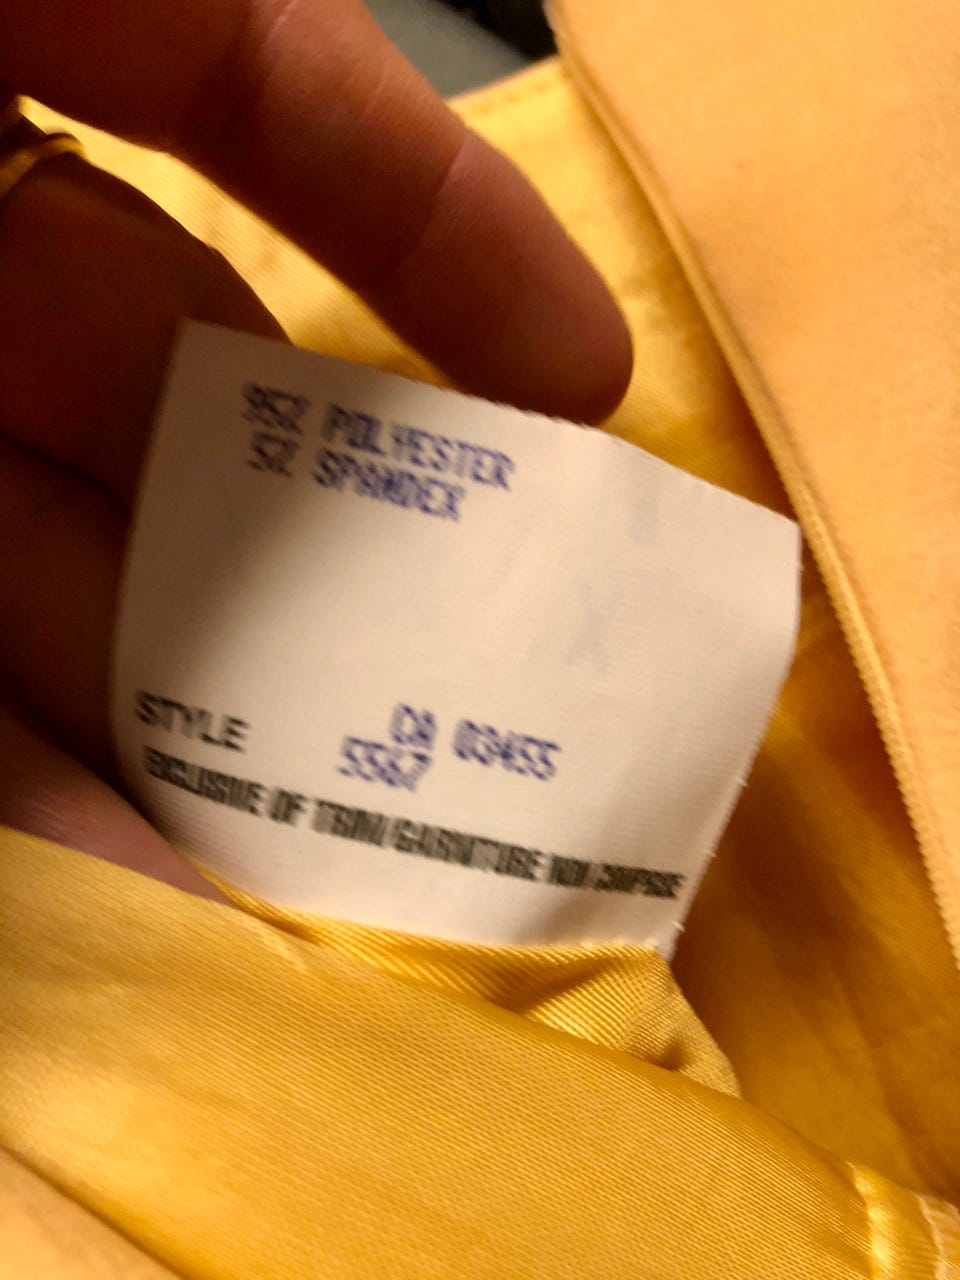 95% POLYESTER
5% SPANDEX
CA 03455
STYLE 5567
EXCLUSIVE OF TRIM/GARNITURE NON COMPRISE